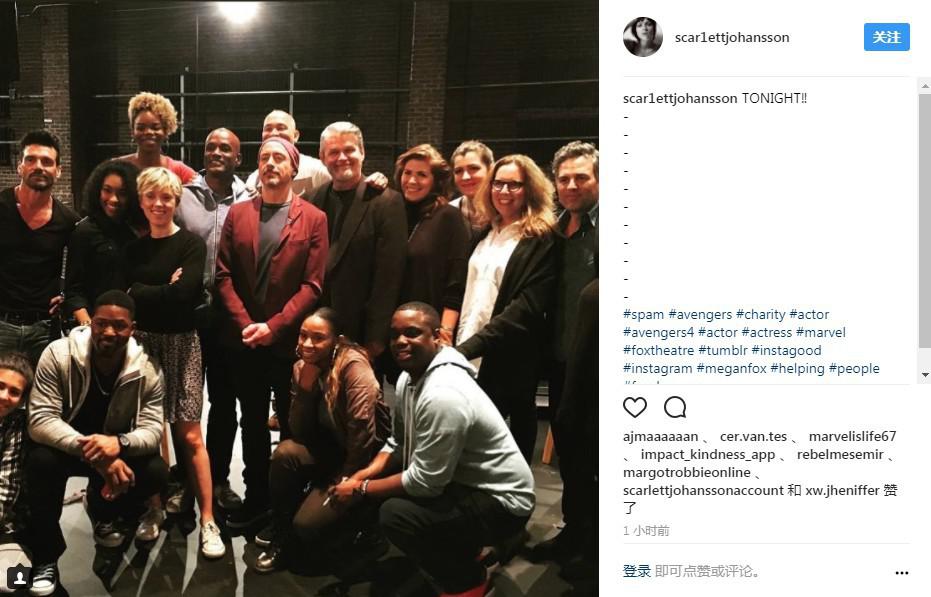 scar1ettjohansson
关注
scar1ettjohansson TONIGHT!!
-
-
-
-
-
-
-
-
-
-
-
#spam #avengers #charity #actor
#avengers4 #actor #actress #marvel
#foxtheatre #tumblr #instagood
#instagram #meganfox #helping #people
ajmaaaaaan 、 cer.van.tes 、 marvelislife67
、 impact_kindness_app 、 rebelmesemir 、
margotrobbieonline 、
scarlettjohanssonaccount 和 xw.jheniffer 赞
了
1 小时前
登录 即可点赞或评论。